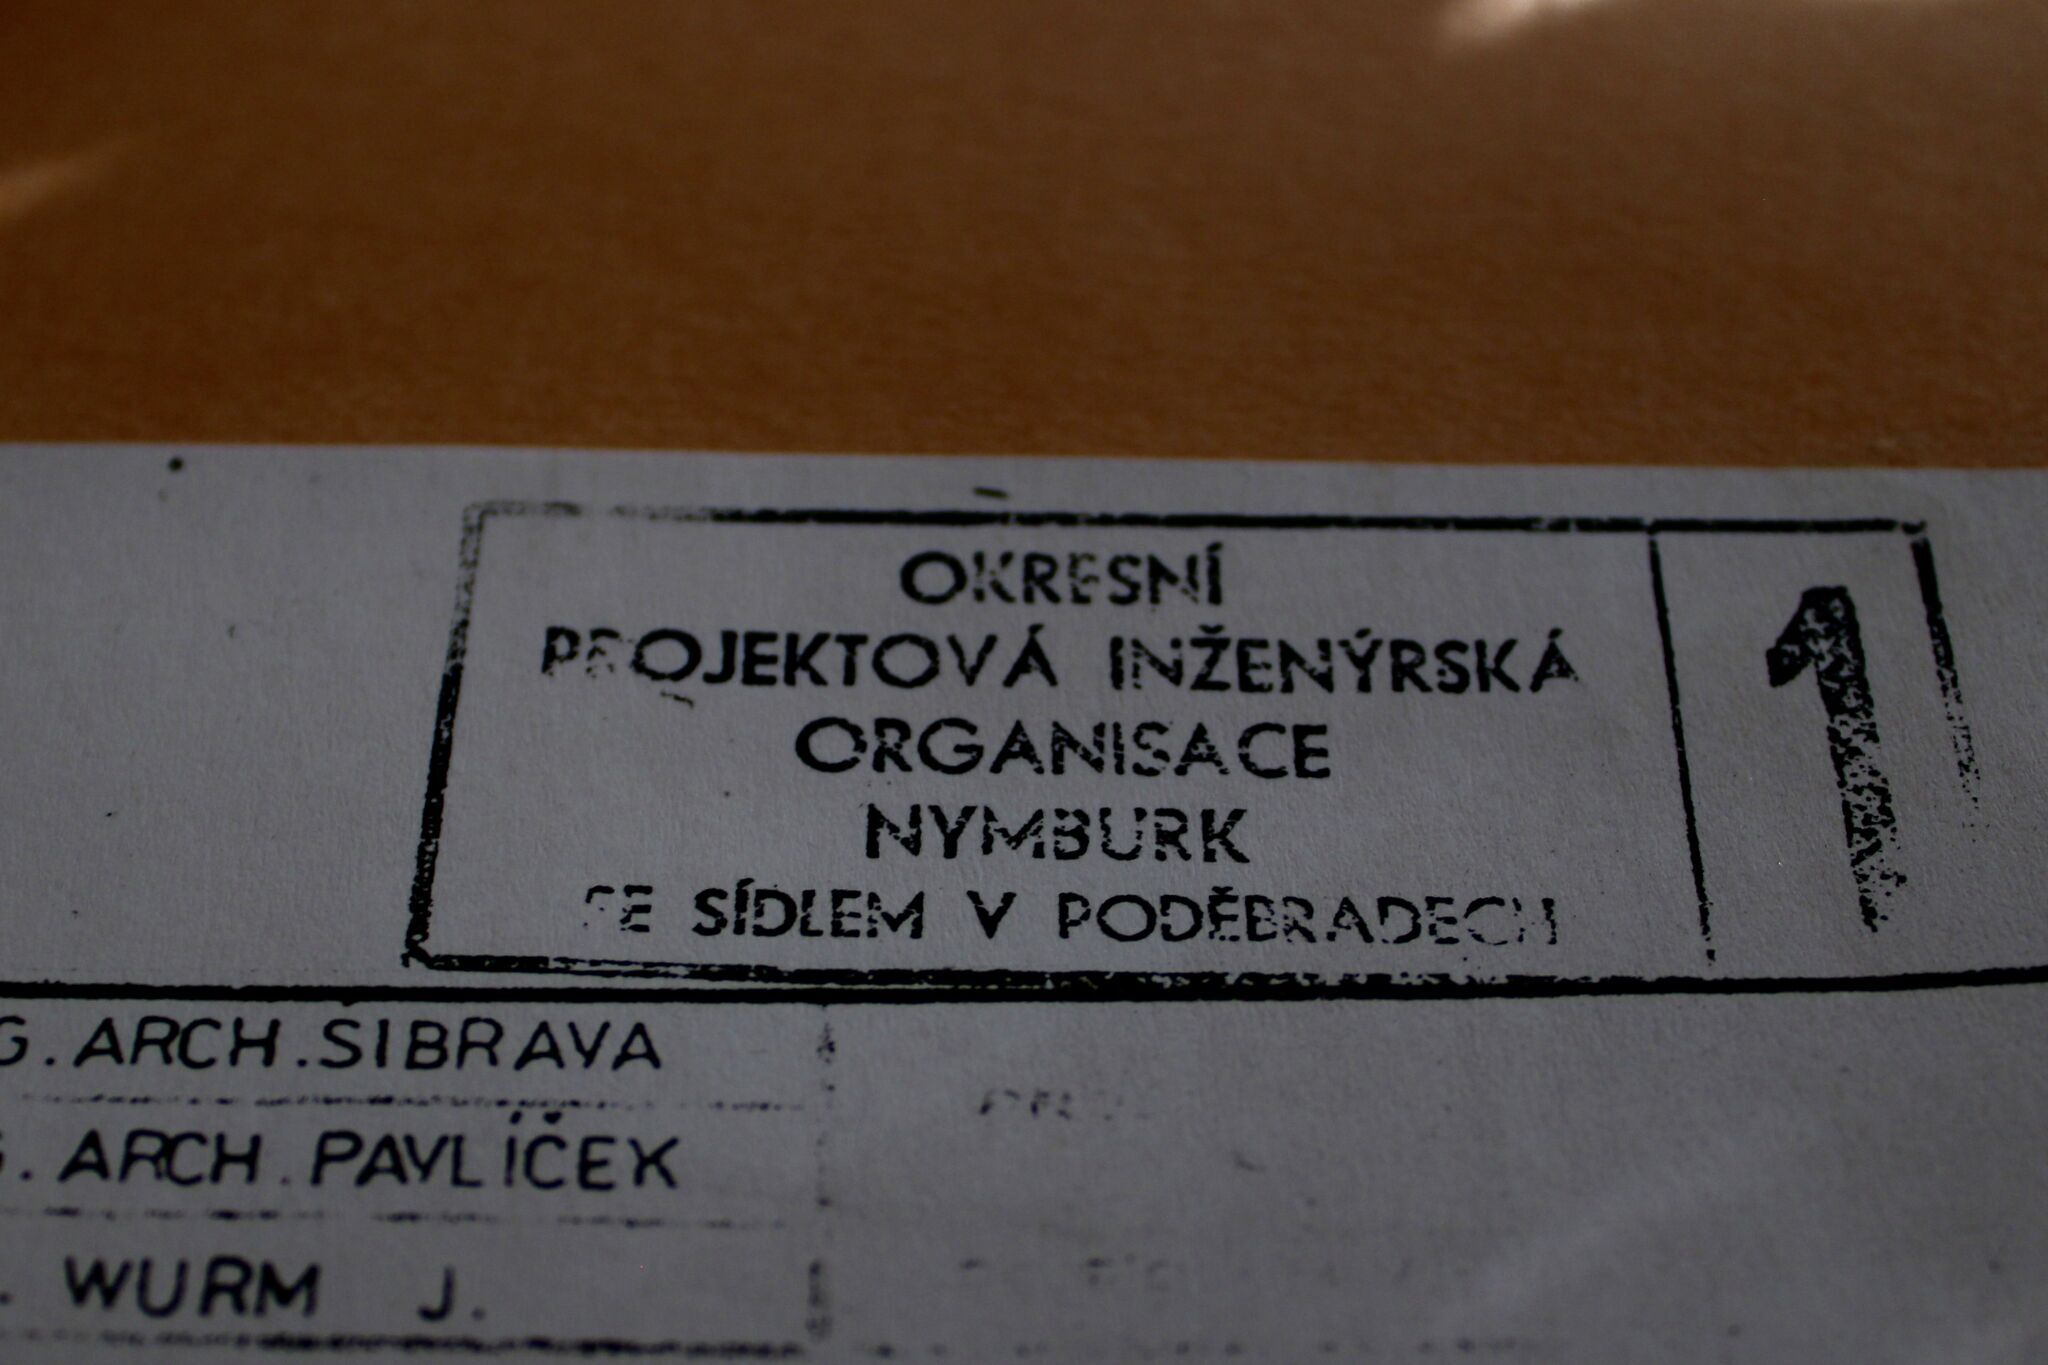 OKRESNÍ
PROJEKTOVÁ INŽENÝRSKÁ
ORGANISACE
NYMBURK
SE SÍDLEM V PODĚBRADECH
1
G. ARCH. SIBRAVA
G. ARCH. PAVLÍČEK
WURM J.